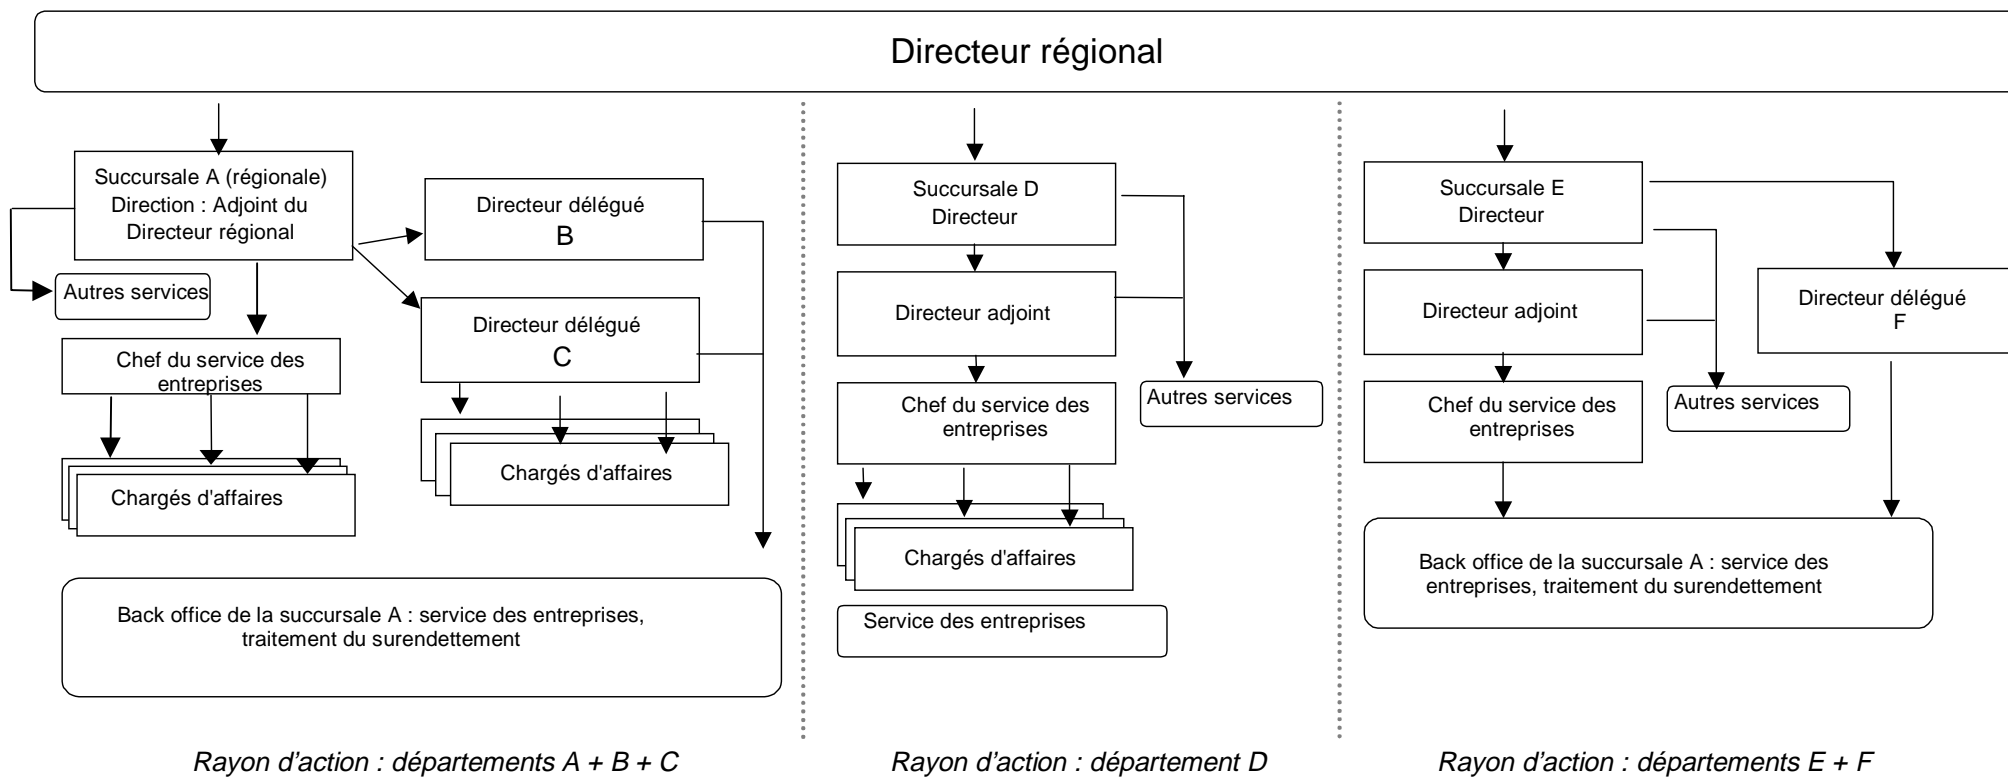 Directeur régional
Succursale A (régionale)
Direction : Adjoint du
Directeur régional
Autres services
Chef du service des
entreprises
Chargés d'affaires
Directeur délégué
B
Directeur délégué
C
Chargés d'affaires
Back office de la succursale A : service des entreprises,
traitement du surendettement
Rayon d’action : départements A + B + C
Succursale D
Directeur
Directeur adjoint
Chef du service des
entreprises
Autres services
Chargés d'affaires
Service des entreprises
Rayon d’action : département D
Succursale E
Directeur
Directeur adjoint
Chef du service des
entreprises
Autres services
Directeur délégué
F
Back office de la succursale A : service des
entreprises, traitement du surendettement
Rayon d’action : départements E + F